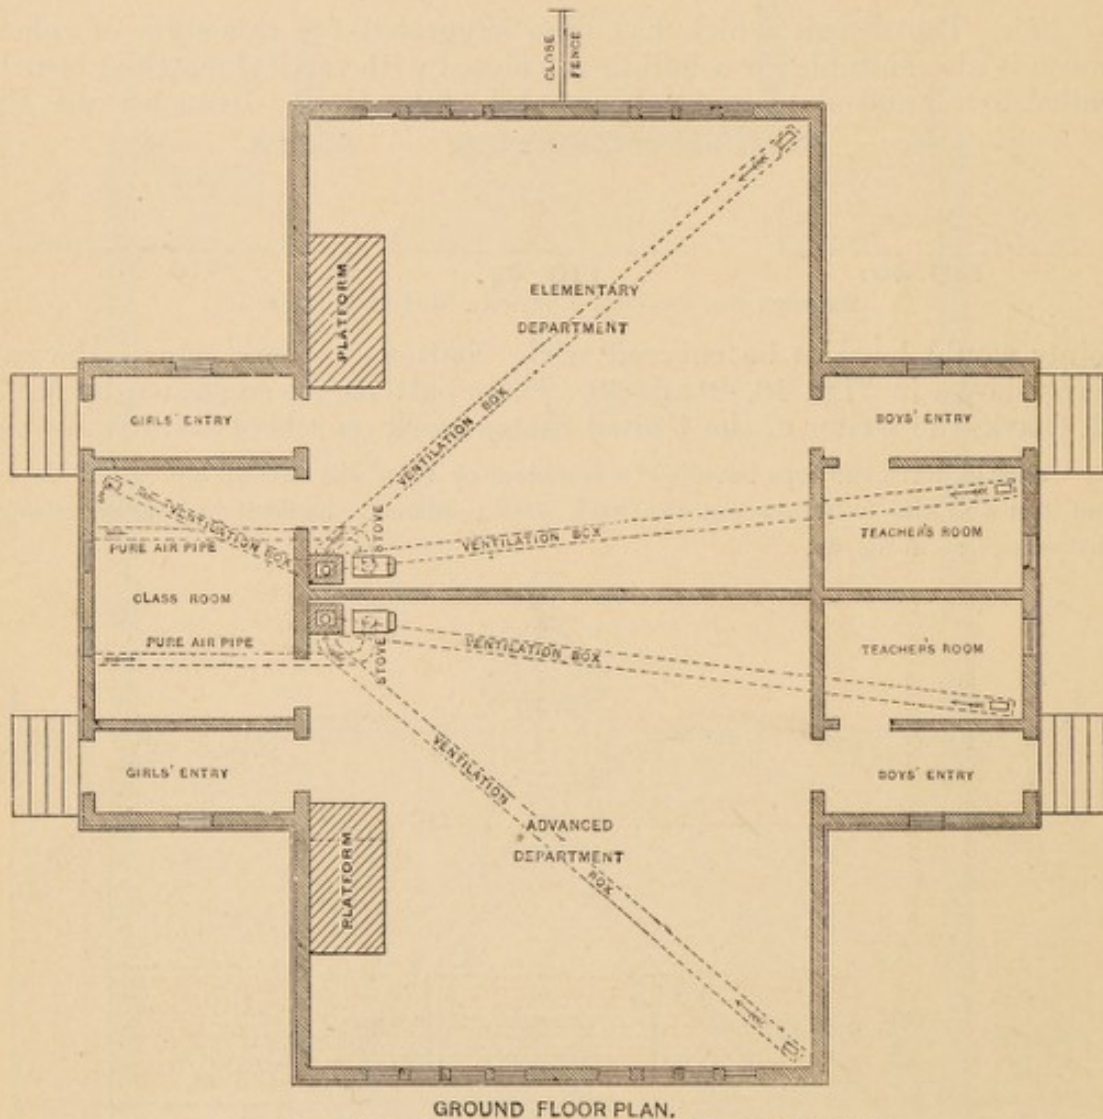 CLOSE
FENCE
PLATFORM
ELEMENTARY
DEPARTMENT
GIRLS' ENTRY
VENTILATION BOX
BOYS' ENTRY
VENTILATION BOX
PURE AIR PIPE
STOVE
VENTILATION BOX
TEACHER'S ROOM
CLASS ROOM
PURE AIR PIPE
STOVE
VENTILATION BOX
TEACHER'S ROOM
GIRLS' ENTRY
VENTILATION
BOX
BOYS' ENTRY
PLATFORM
ADVANCED
DEPARTMENT
GROUND FLOOR PLAN.